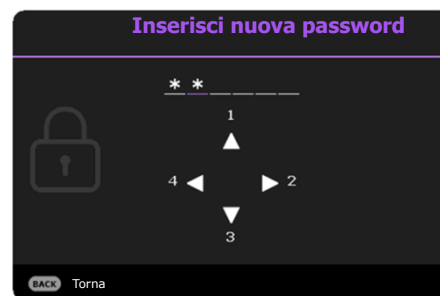 Inserisci nuova password
* * _ _ _ _
1
4 2
3
BACK Torna